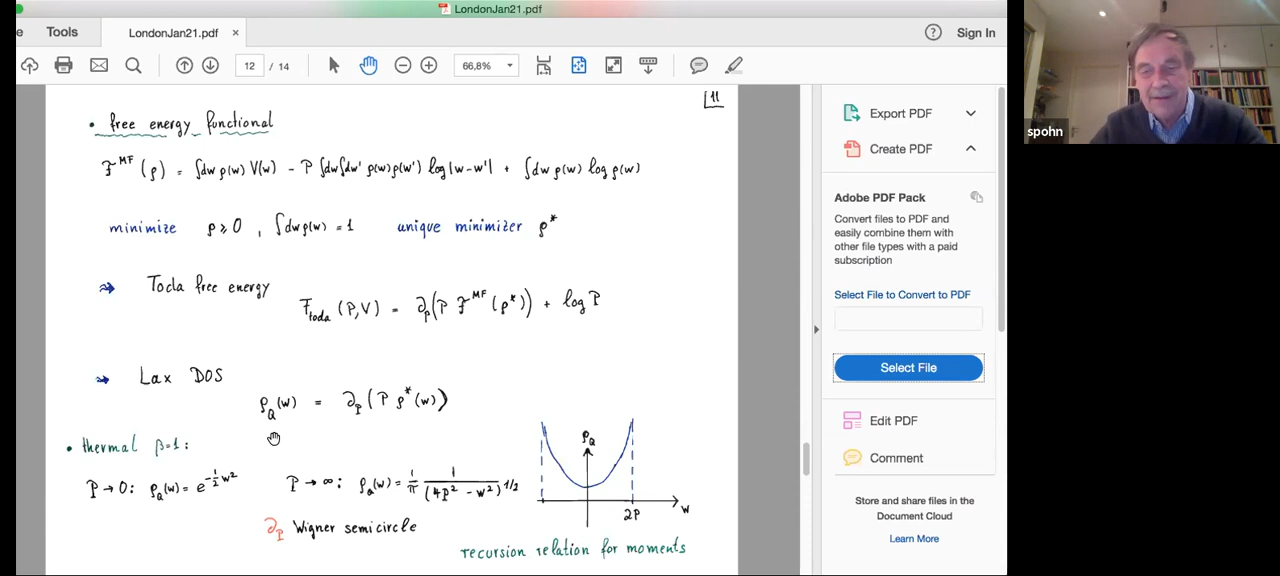 LondonJan21.pdf
e Tools LondonJan21.pdf × Sign In
12 / 14 66,8%
11
• free energy functional
ℱ^MF (ρ) = ∫dw ρ(w) V(w) − P ∫dw∫dw' ρ(w)ρ(w') log|w−w'| + ∫dw ρ(w) log ρ(w)
minimize ρ ≥ 0 , ∫dw ρ(w) = 1 unique minimizer ρ*
⇝ Toda free energy
F_toda (P,V) = ∂_P(P ℱ^MF (ρ*)) + log P
⇝ Lax DOS
ρ_Q(w) = ∂_P(P ρ*(w))
• thermal β=1:
P → 0: ρ_Q(w) = e^{-½w²} P → ∞: ρ_Q(w) = 1/π 1/(4P² − w²)^{1/2}
∂_P Wigner semicircle
ρ_Q
2P w
recursion relation for moments
Export PDF
Create PDF
Adobe PDF Pack
Convert files to PDF and
easily combine them with
other file types with a paid
subscription
Select File to Convert to PDF
Select File
Edit PDF
Comment
Store and share files in the
Document Cloud
Learn More
spohn